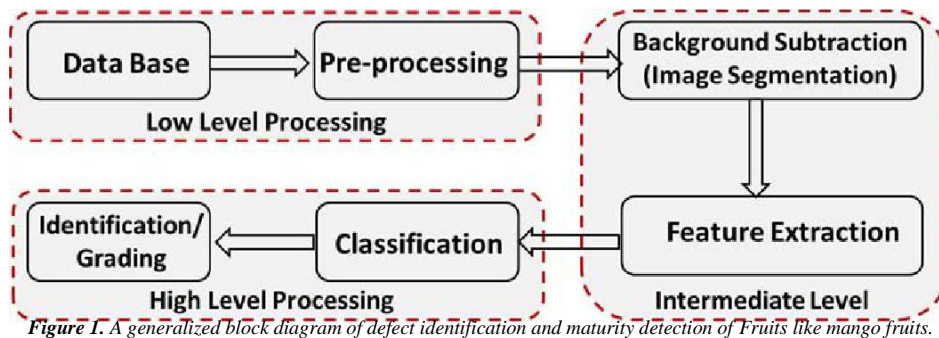 Data Base
Pre-processing
Low Level Processing
Background Subtraction
(Image Segmentation)
Feature Extraction
Intermediate Level
Classification
Identification/
Grading
High Level Processing
Figure 1. A generalized block diagram of defect identification and maturity detection of Fruits like mango fruits.